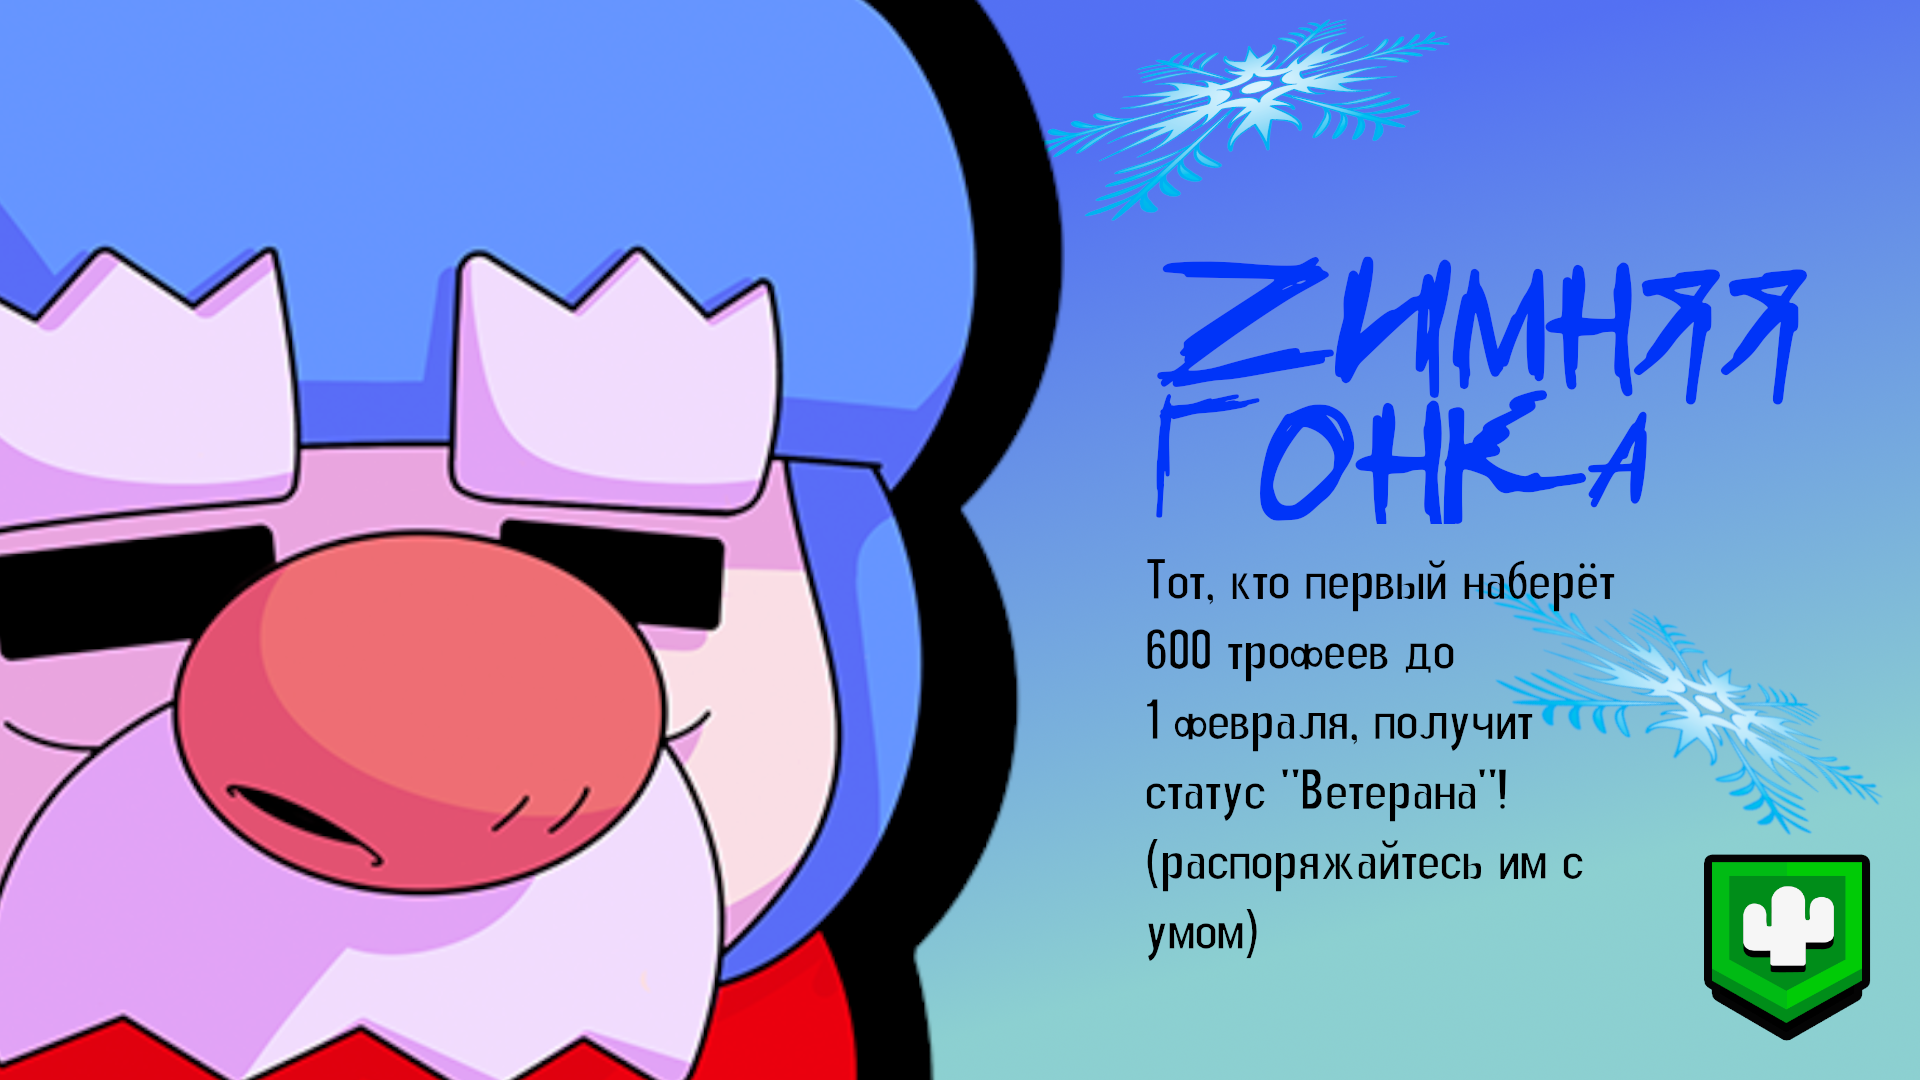 ZИМНЯЯ
ГОНКА
Тот, кто первый наберёт
600 трофеев до
1 февраля, получит
статус "Ветерана"!
(распоряжайтесь им с
умом)